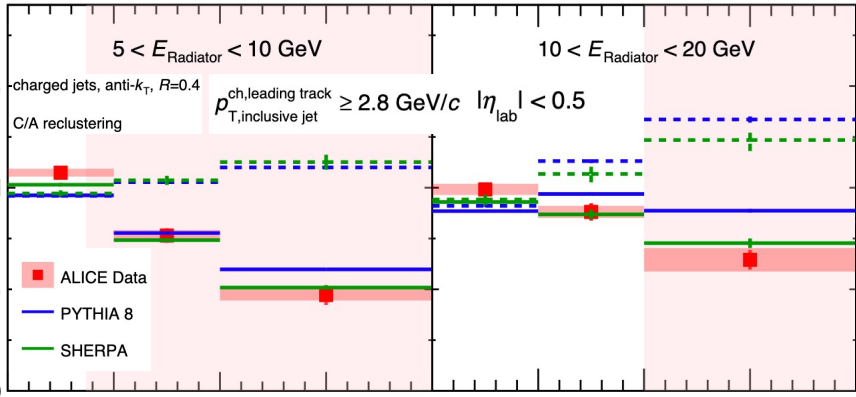 5 < E_Radiator < 10 GeV
10 < E_Radiator < 20 GeV
charged jets, anti-k_T, R=0.4
p_T,inclusive jet^ch,leading track ≥ 2.8 GeV/c |η_lab| < 0.5
C/A reclustering
ALICE Data
PYTHIA 8
SHERPA